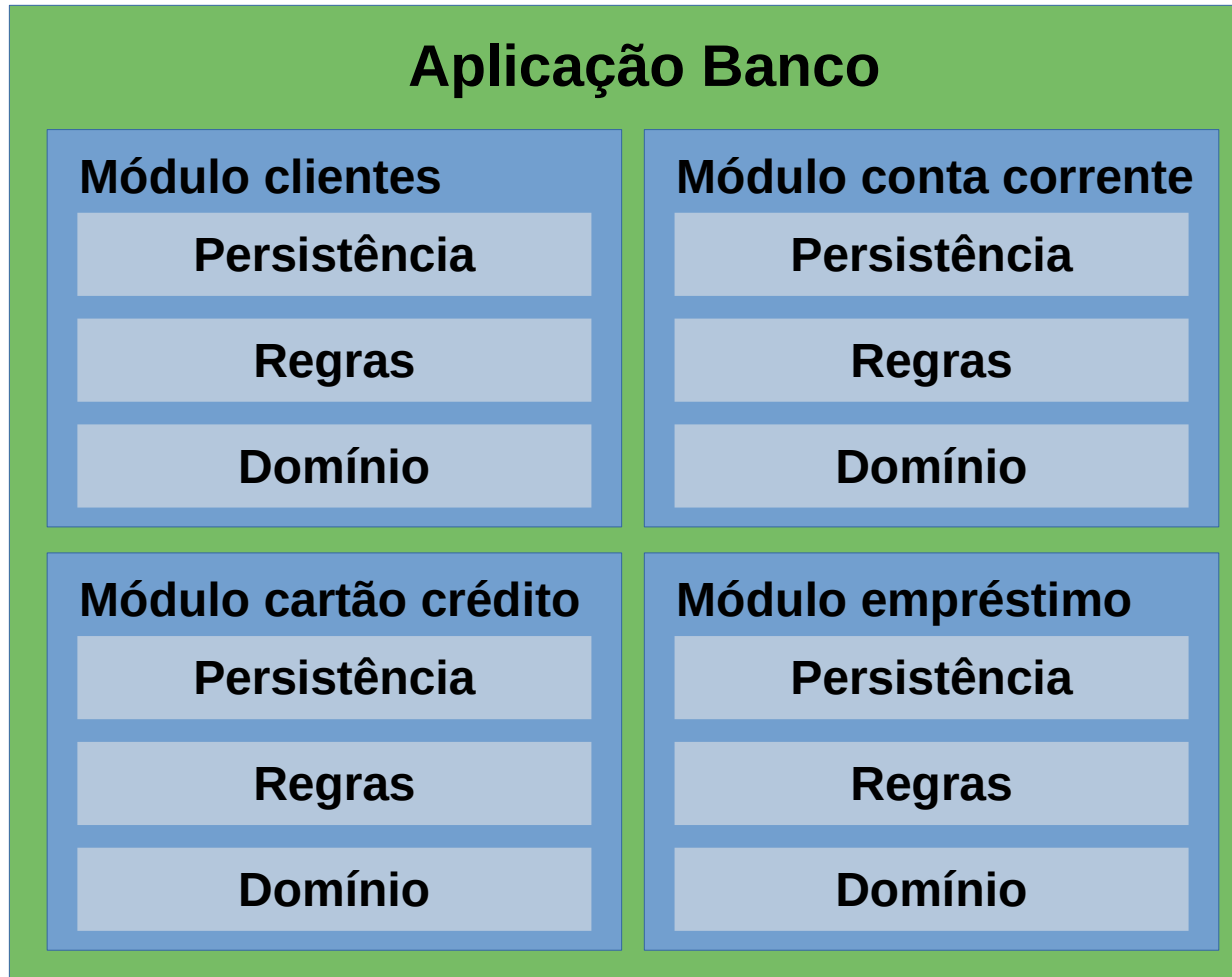 Aplicação Banco
Módulo clientes
Persistência
Regras
Domínio
Módulo conta corrente
Persistência
Regras
Domínio
Módulo cartão crédito
Persistência
Regras
Domínio
Módulo empréstimo
Persistência
Regras
Domínio